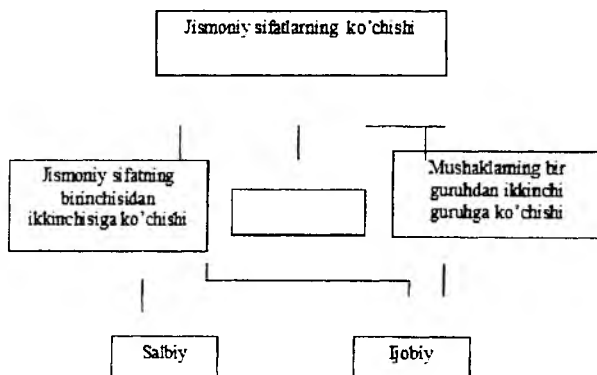 Jismoniy sifatlarning ko'chishi
Jismoniy sifatning
birinchisidan
ikkinchisiga ko'chishi
Mushaklarning bir
guruhdan ikkinchi
guruhga ko'chishi
Salbiy
Ijobiy